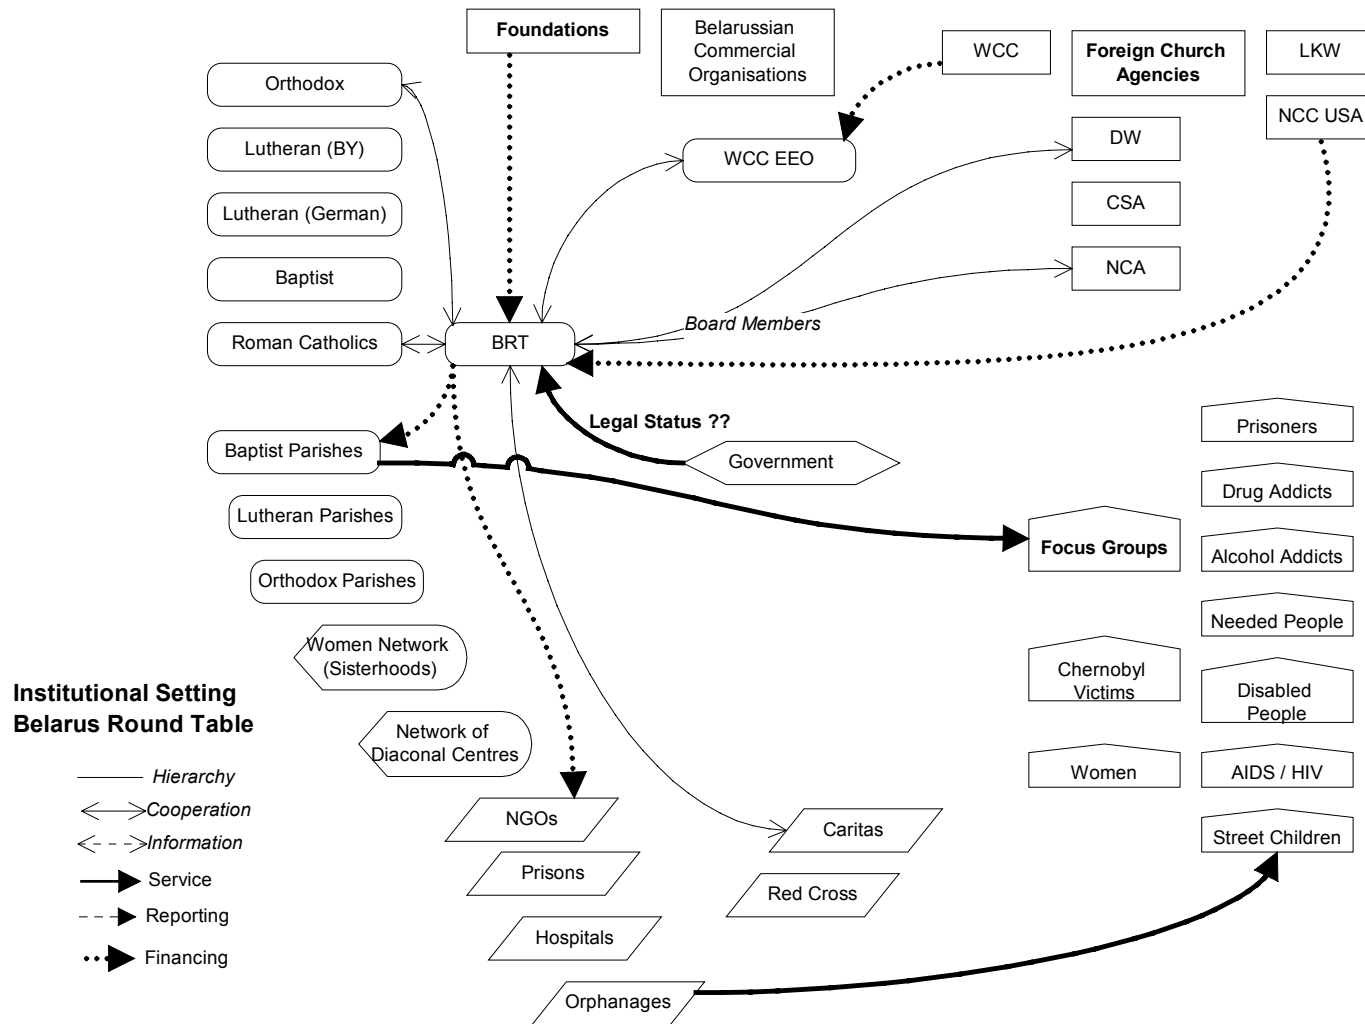 Foundations
Belarussian
Commercial
Organisations
WCC
Foreign Church
Agencies
LKW
NCC USA
Orthodox
Lutheran (BY)
Lutheran (German)
Baptist
Roman Catholics
WCC EEO
DW
CSA
NCA
Board Members
BRT
Legal Status ??
Government
Baptist Parishes
Lutheran Parishes
Orthodox Parishes
Women Network
(Sisterhoods)
Network of
Diaconal Centres
Focus Groups
Prisoners
Drug Addicts
Alcohol Addicts
Needed People
Chernobyl
Victims
Disabled
People
Women
AIDS / HIV
Street Children
NGOs
Prisons
Hospitals
Orphanages
Caritas
Red Cross
Institutional Setting
Belarus Round Table
Hierarchy
Cooperation
Information
Service
Reporting
Financing